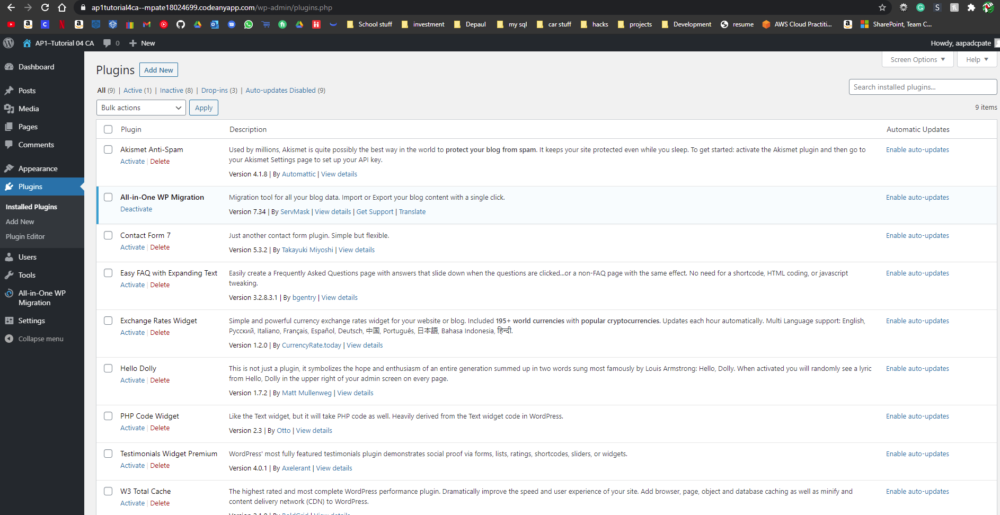 ap1tutorial4ca--mpate18024699.codeanyapp.com/wp-admin/plugins.php
School stuff investment Depaul my sql car stuff hacks projects Development resume AWS Cloud Practiti... SharePoint, Team C...
AP1–Tutorial 04 CA 0 + New Howdy, aapadcpate
Dashboard
Posts
Media
Pages
Comments
Appearance
Plugins
Installed Plugins
Add New
Plugin Editor
Users
Tools
All-in-One WP
Migration
Settings
Collapse menu
Screen Options Help
Plugins Add New
All (9) | Active (1) | Inactive (8) | Drop-ins (3) | Auto-updates Disabled (9)
Search installed plugins...
Bulk actions Apply
9 items
Plugin Description Automatic Updates
Akismet Anti-Spam
Activate | Delete
Used by millions, Akismet is quite possibly the best way in the world to protect your blog from spam. It keeps your site protected even while you sleep. To get started: activate the Akismet plugin and then go to
your Akismet Settings page to set up your API key.
Version 4.1.8 | By Automattic | View details
Enable auto-updates
All-in-One WP Migration
Deactivate
Migration tool for all your blog data. Import or Export your blog content with a single click.
Version 7.34 | By ServMask | View details | Get Support | Translate
Enable auto-updates
Contact Form 7
Activate | Delete
Just another contact form plugin. Simple but flexible.
Version 5.3.2 | By Takayuki Miyoshi | View details
Enable auto-updates
Easy FAQ with Expanding Text
Activate | Delete
Easily create a Frequently Asked Questions page with answers that slide down when the questions are clicked...or a non-FAQ page with the same effect. No need for a shortcode, HTML coding, or javascript
tweaking.
Version 3.2.8.3.1 | By bgentry | View details
Enable auto-updates
Exchange Rates Widget
Activate | Delete
Simple and powerful currency exchange rates widget for your website or blog. Included 195+ world currencies with popular cryptocurrencies. Updates each hour automatically. Multi Language support: English,
Русский, Italiano, Français, Español, Deutsch, 中国, Português, 日本語, Bahasa Indonesia, हिन्दी.
Version 1.2.0 | By CurrencyRate.today | View details
Enable auto-updates
Hello Dolly
Activate | Delete
This is not just a plugin, it symbolizes the hope and enthusiasm of an entire generation summed up in two words sung most famously by Louis Armstrong: Hello, Dolly. When activated you will randomly see a lyric
from Hello, Dolly in the upper right of your admin screen on every page.
Version 1.7.2 | By Matt Mullenweg | View details
Enable auto-updates
PHP Code Widget
Activate | Delete
Like the Text widget, but it will take PHP code as well. Heavily derived from the Text widget code in WordPress.
Version 2.3 | By Otto | View details
Enable auto-updates
Testimonials Widget Premium
Activate | Delete
WordPress' most fully featured testimonials plugin demonstrates social proof via forms, lists, ratings, shortcodes, sliders, or widgets.
Version 4.0.1 | By Axelerant | View details
Enable auto-updates
W3 Total Cache
Activate | Delete
The highest rated and most complete WordPress performance plugin. Dramatically improve the speed and user experience of your site. Add browser, page, object and database caching as well as minify and
content delivery network (CDN) to WordPress.
Enable auto-updates